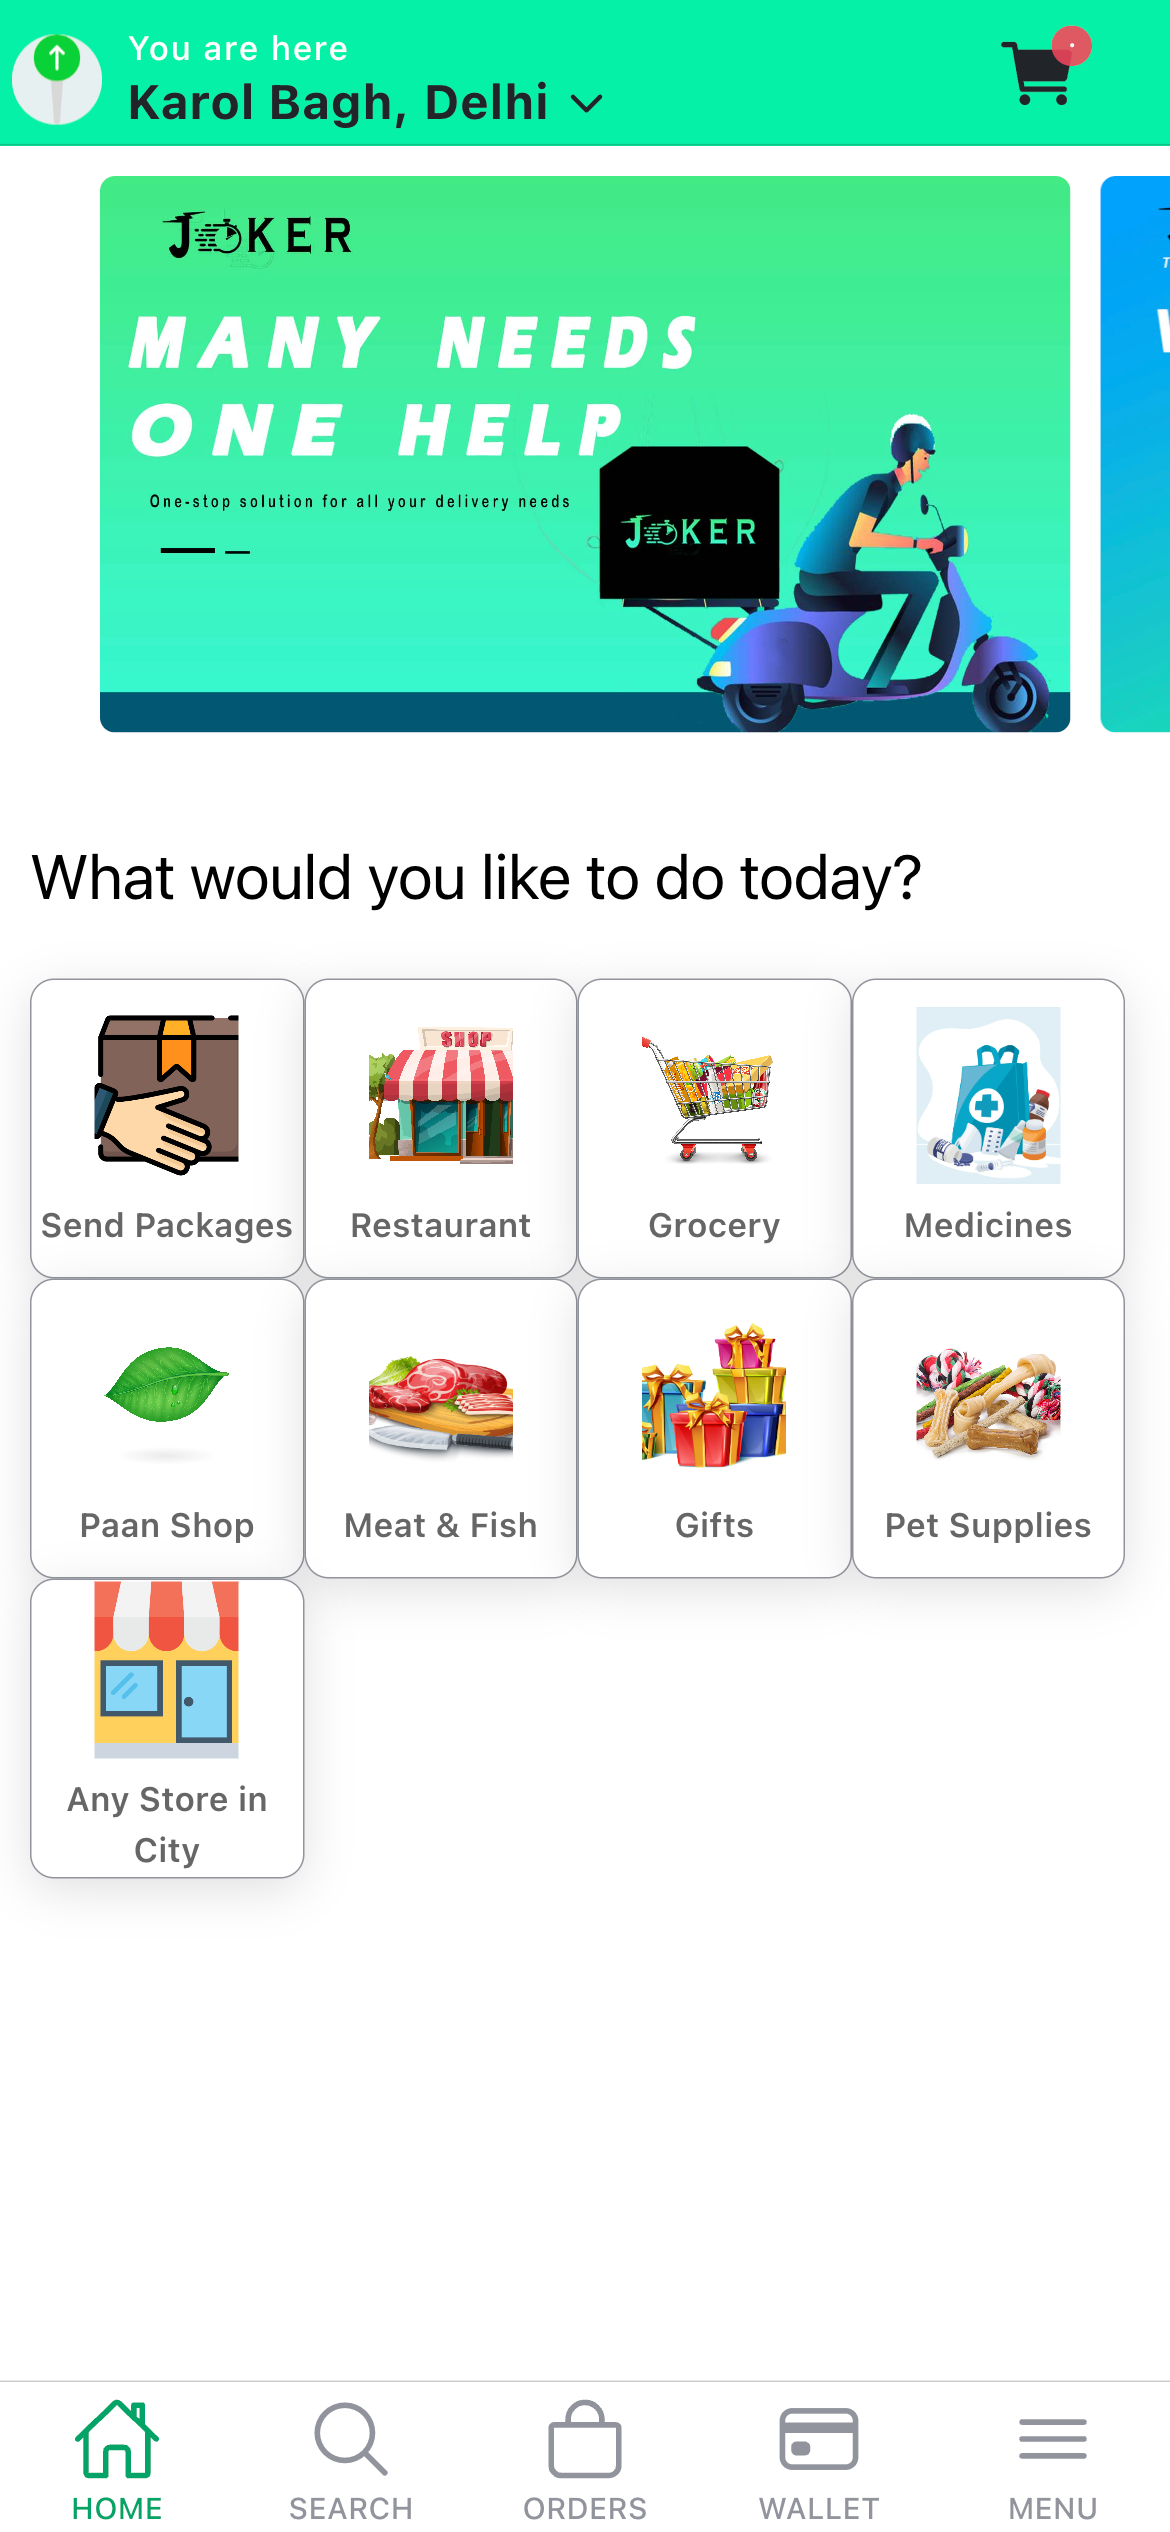 You are here
Karol Bagh, Delhi
JOKER
MANY NEEDS
ONE HELP
One-stop solution for all your delivery needs
JOKER
What would you like to do today?
SHOP
Send Packages
Restaurant
Grocery
Medicines
Paan Shop
Meat & Fish
Gifts
Pet Supplies
Any Store in
City
HOME
SEARCH
ORDERS
WALLET
MENU